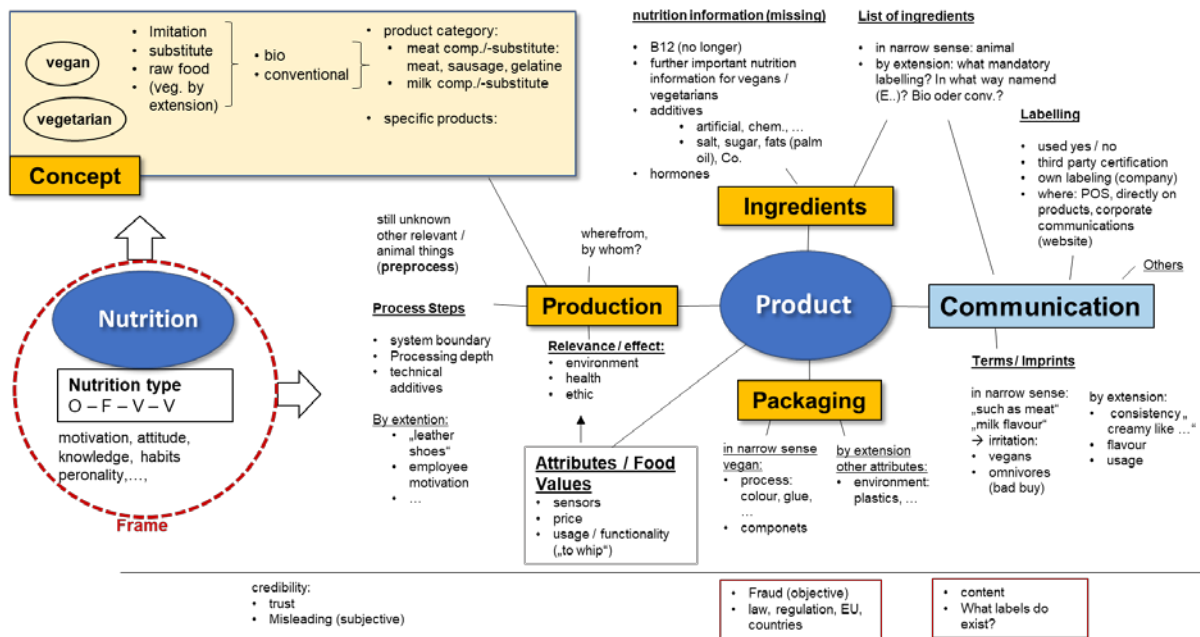 vegan
vegetarian
• Imitation
• substitute
• raw food
• (veg. by
extension)
• bio
• conventional
• product category:
• meat comp./-substitute:
meat, sausage, gelatine
• milk comp./-substitute
• specific products:
Concept
Nutrition
Nutrition type
O – F – V – V
motivation, attitude,
knowledge, habits
peronality,…,
Frame
still unknown
other relevant /
animal things
(preprocess)
Process Steps
• system boundary
• Processing depth
• technical
additives
By extention:
• „leather
shoes“
• employee
motivation
• …
wherefrom,
by whom?
Production
Relevance / effect:
• environment
• health
• ethic
Attributes / Food
Values
• sensors
• price
• usage / functionality
(„to whip“)
nutrition information (missing)
• B12 (no longer)
• further important nutrition
information for vegans /
vegetarians
• additives
• artificial, chem., …
• salt, sugar, fats (palm
oil), Co.
• hormones
Ingredients
Product
Packaging
in narrow sense
vegan:
• process:
colour, glue,
…
• componets
by extension
other attributes:
• environment:
plastics, …
List of ingredients
• in narrow sense: animal
• by extension: what mandatory
labelling? In what way namend
(E..)? Bio oder conv.?
Labelling
• used yes / no
• third party certification
• own labeling (company)
• where: POS, directly on
products, corporate
communications
(website)
Others
Communication
Terms / Imprints
in narrow sense:
„such as meat“
„milk flavour“
→ irritation:
• vegans
• omnivores
(bad buy)
by extension:
• consistency „
creamy like …“
• flavour
• usage
credibility:
• trust
• Misleading (subjective)
• Fraud (objective)
• law, regulation, EU,
countries
• content
• What labels do
exist?